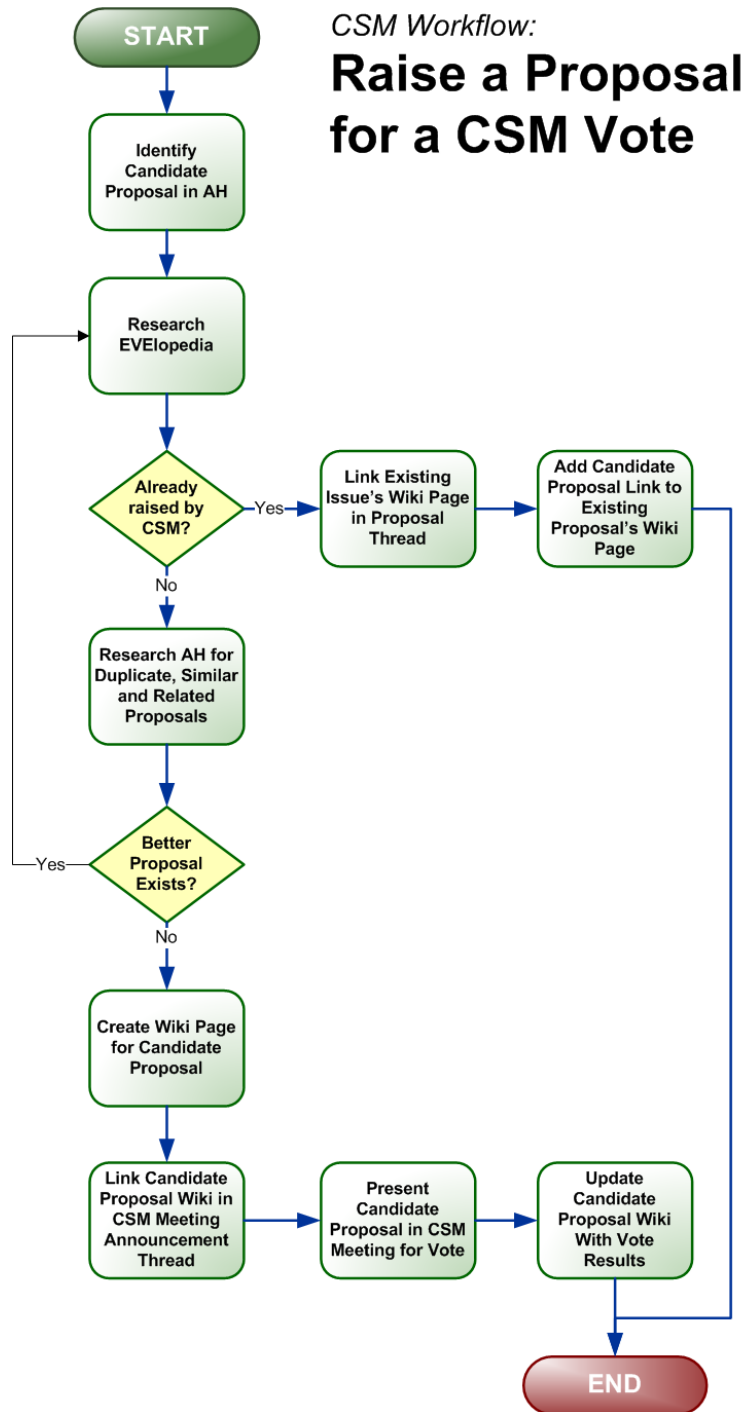 START
CSM Workflow:
Raise a Proposal
for a CSM Vote
Identify
Candidate
Proposal in AH
Research
EVElopedia
Already
raised by
CSM?
Yes
Link Existing
Issue's Wiki Page
in Proposal
Thread
Add Candidate
Proposal Link to
Existing
Proposal's Wiki
Page
No
Research AH for
Duplicate, Similar
and Related
Proposals
Better
Proposal
Exists?
Yes
No
Create Wiki Page
for Candidate
Proposal
Link Candidate
Proposal Wiki in
CSM Meeting
Announcement
Thread
Present
Candidate
Proposal in CSM
Meeting for Vote
Update
Candidate
Proposal Wiki
With Vote
Results
END